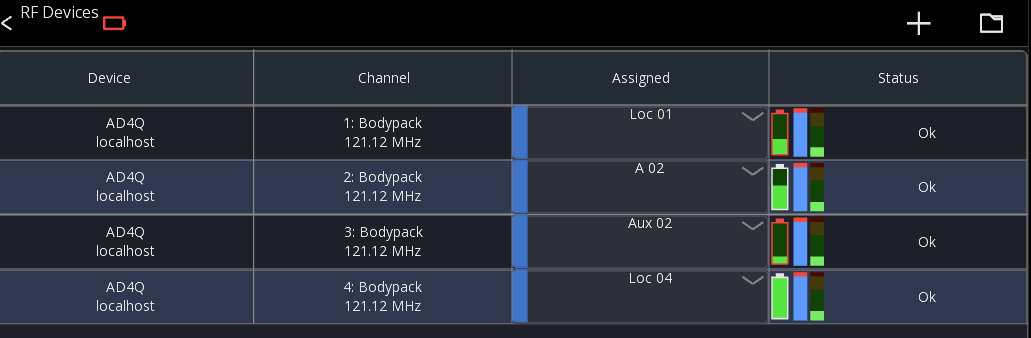 RF Devices
Device Channel Assigned Status
AD4Q
localhost
1: Bodypack
121.12 MHz
Loc 01
Ok
AD4Q
localhost
2: Bodypack
121.12 MHz
A 02
Ok
AD4Q
localhost
3: Bodypack
121.12 MHz
Aux 02
Ok
AD4Q
localhost
4: Bodypack
121.12 MHz
Loc 04
Ok